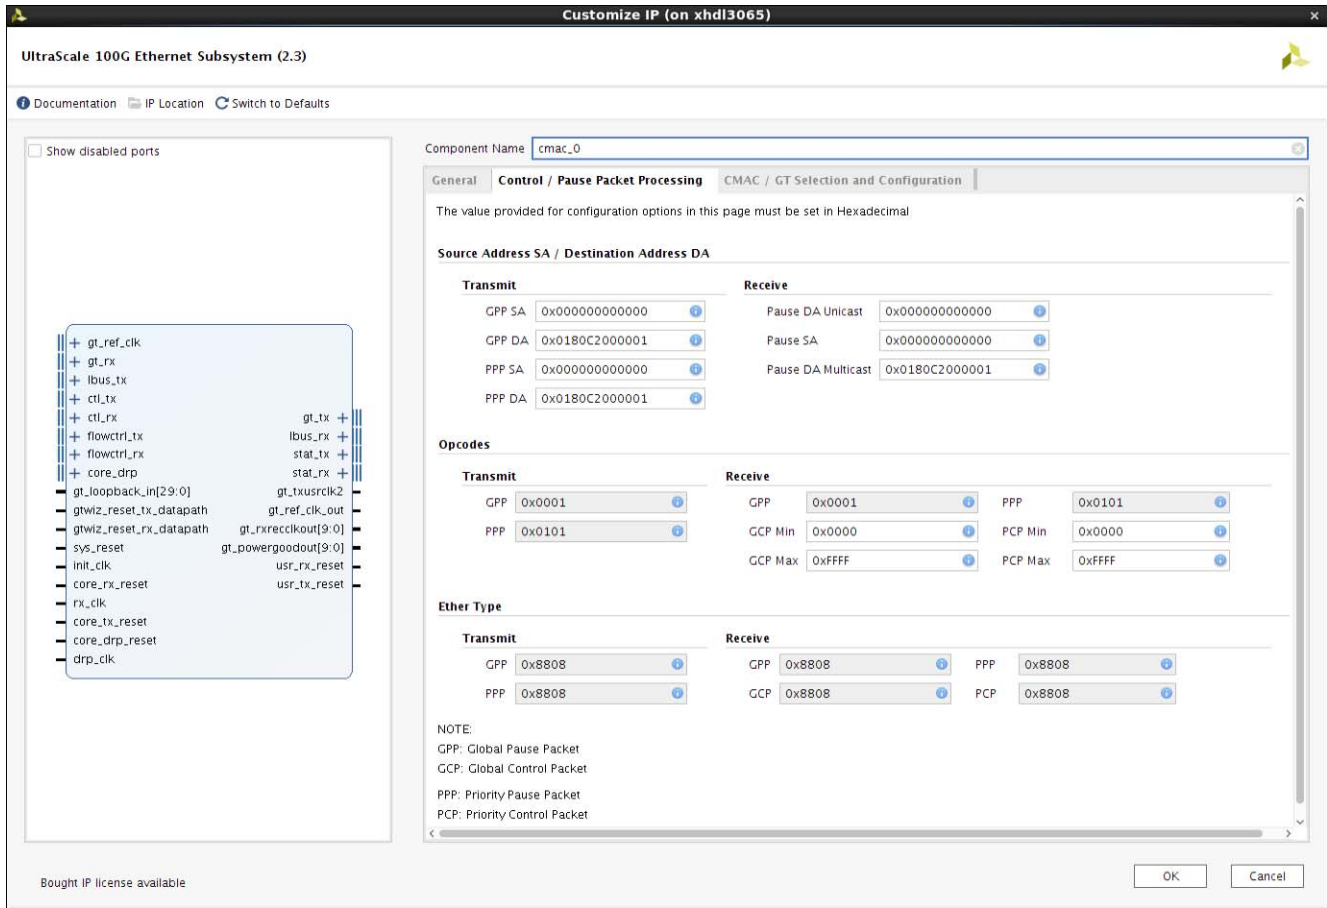 Customize IP (on xhdl3065)
UltraScale 100G Ethernet Subsystem (2.3)
Documentation IP Location Switch to Defaults
Show disabled ports
gt_ref_clk
gt_rx
lbus_tx
ctl_tx
ctl_rx gt_tx
flowctrl_tx lbus_rx
flowctrl_rx stat_tx
core_drp stat_rx
gt_loopback_in[29:0] gt_txusrclk2
gtwiz_reset_tx_datapath gt_ref_clk_out
gtwiz_reset_rx_datapath gt_rxrecclkout[9:0]
sys_reset gt_powergoodout[9:0]
init_clk usr_rx_reset
core_rx_reset usr_tx_reset
rx_clk
core_tx_reset
core_drp_reset
drp_clk
Component Name cmac_0
General Control / Pause Packet Processing CMAC / GT Selection and Configuration
The value provided for configuration options in this page must be set in Hexadecimal
Source Address SA / Destination Address DA
Transmit Receive
GPP SA 0x000000000000 Pause DA Unicast 0x000000000000
GPP DA 0x0180C2000001 Pause SA 0x000000000000
PPP SA 0x000000000000 Pause DA Multicast 0x0180C2000001
PPP DA 0x0180C2000001
Opcodes
Transmit Receive
GPP 0x0001 GPP 0x0001 PPP 0x0101
PPP 0x0101 GCP Min 0x0000 PCP Min 0x0000
GCP Max 0xFFFF PCP Max 0xFFFF
Ether Type
Transmit Receive
GPP 0x8808 GPP 0x8808 PPP 0x8808
PPP 0x8808 GCP 0x8808 PCP 0x8808
NOTE:
GPP: Global Pause Packet
GCP: Global Control Packet
PPP: Priority Pause Packet
PCP: Priority Control Packet
Bought IP license available
OK Cancel